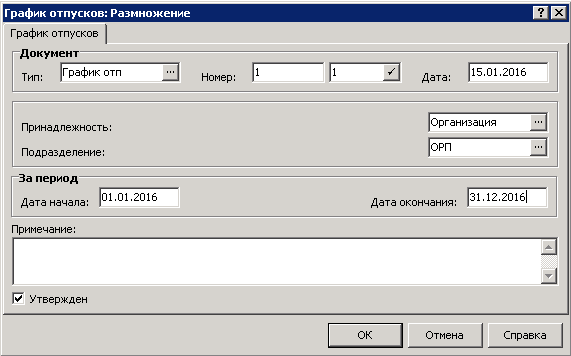 График отпусков: Размножение
График отпусков
Документ
Тип: График отп ... Номер: 1 1 Дата: 15.01.2016
Принадлежность: Организация ...
Подразделение: ОРП ...
За период
Дата начала: 01.01.2016 Дата окончания: 31.12.2016
Примечание:
Утвержден
ОК Отмена Справка